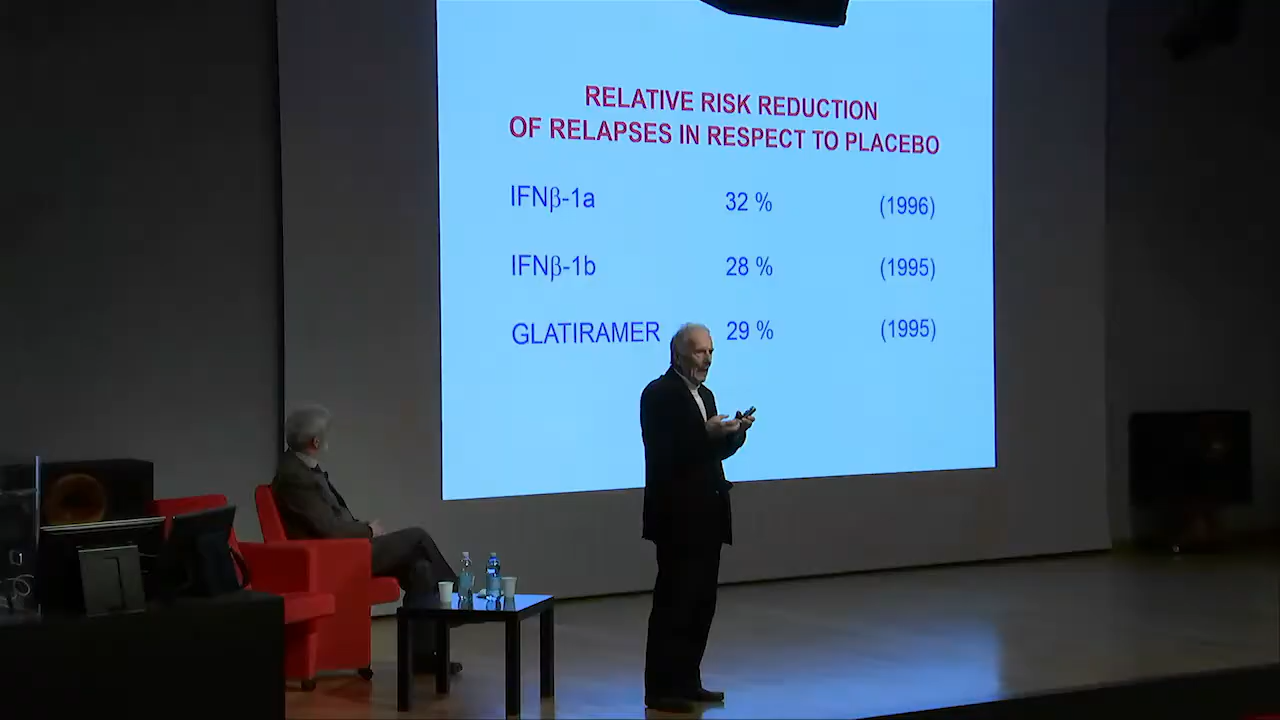 RELATIVE RISK REDUCTION
OF RELAPSES IN RESPECT TO PLACEBO
IFNβ-1a 32 % (1996)
IFNβ-1b 28 % (1995)
GLATIRAMER 29 % (1995)